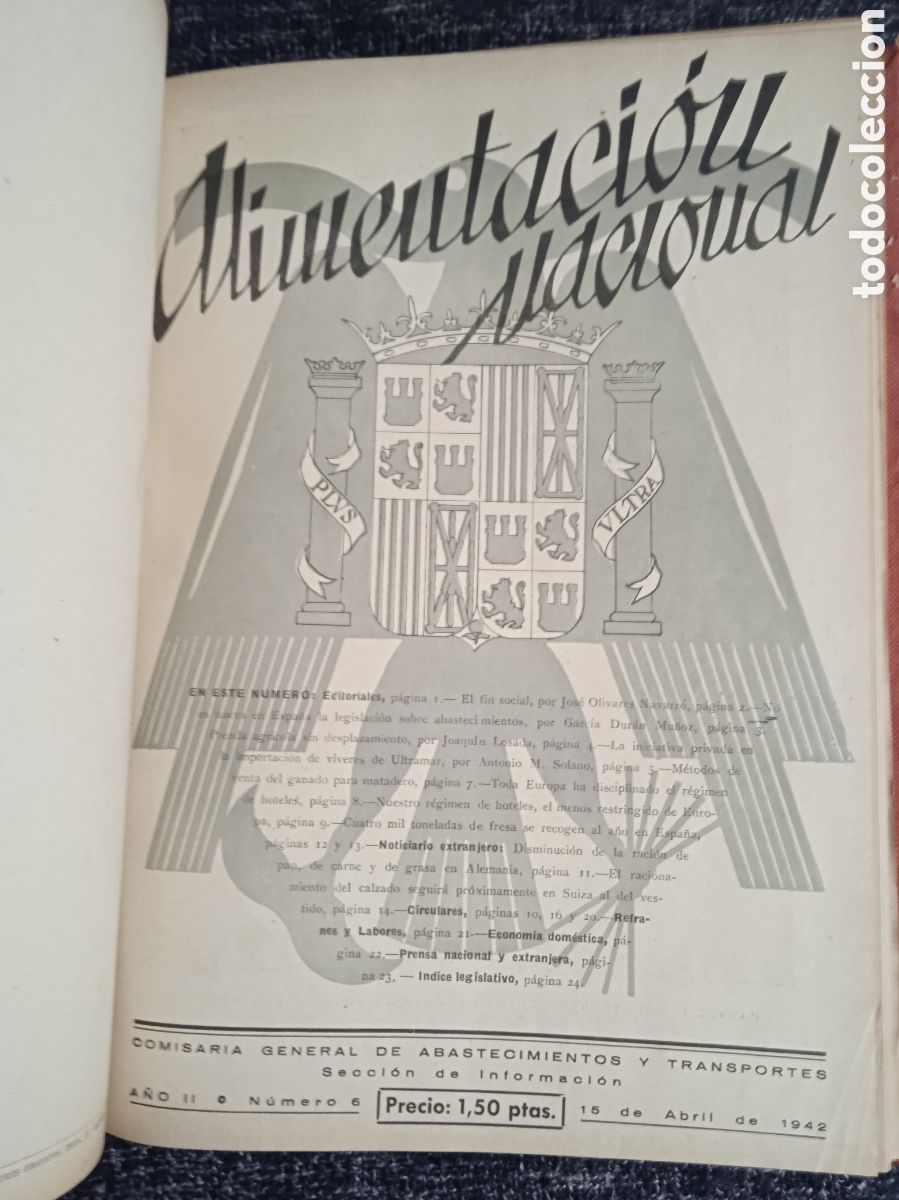 Alimentación
Nacional
PLVS
VLTRA
EN ESTE NUMERO: Editoriales, página 1.— El fin social, por José Olivares Navarro, página 2.—No
es nueva en España la legislación sobre abastecimientos, por García Durán Muñoz, página 3.
Prenda agrícola sin desplazamiento, por Joaquín Losada, página 4.—La iniciativa privada en
la importación de víveres de Ultramar, por Antonio M. Solano, página 5.—Métodos de
venta del ganado para matadero, página 7.—Toda Europa ha disciplinado el régimen
de hoteles, página 8.—Nuestro régimen de hoteles, el menos restringido de Euro-
pa, página 9.—Cuatro mil toneladas de fresa se recogen al año en España,
páginas 12 y 13.—Noticiario extranjero: Disminución de la ración de
pan, de carne y de grasa en Alemania, página 11.—El raciona-
miento del calzado seguirá próximamente en Suiza al del ves-
tido, página 14.—Circulares, páginas 10, 16 y 20.—Refra-
nes y Labores, página 21.—Economía doméstica, pá-
gina 22.—Prensa nacional y extranjera, pági-
na 23. — Indice legislativo, página 24.
COMISARIA GENERAL DE ABASTECIMIENTOS Y TRANSPORTES
Sección de Información
AÑO II • Número 6 Precio: 1,50 ptas. 15 de Abril de 1942
todocoleccion